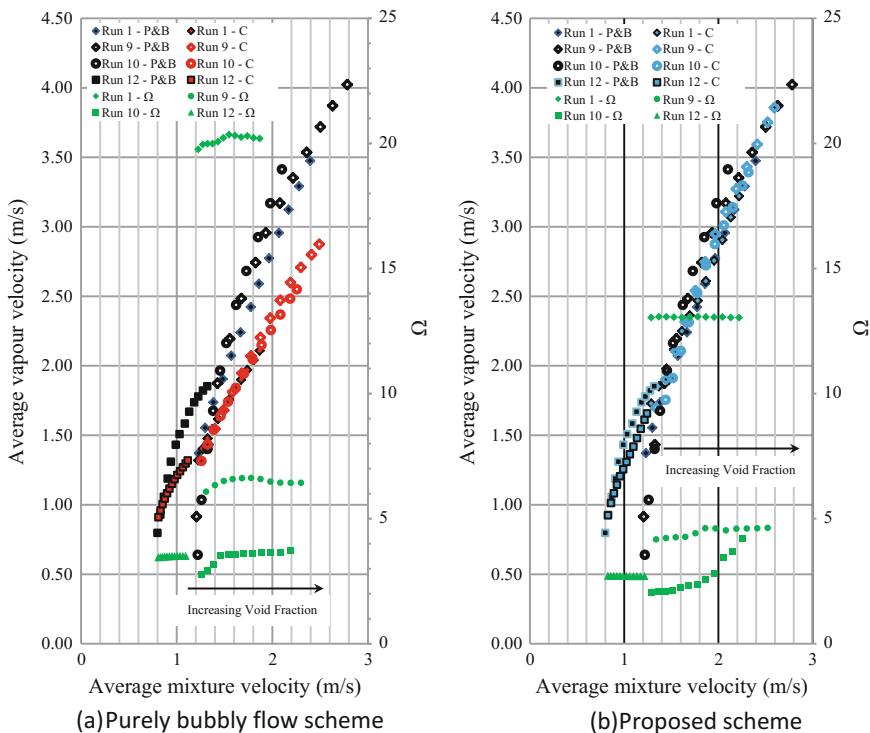 4.50
4.00
3.50
3.00
2.50
2.00
1.50
1.00
0.50
0.00
Average vapour velocity (m/s)
Run 1 - P&B
Run 1 - C
Run 9 - P&B
Run 9 - C
Run 10 - P&B
Run 10 - C
Run 12 - P&B
Run 12 - C
Run 1 - Ω
Run 9 - Ω
Run 10 - Ω
Run 12 - Ω
Increasing Void Fraction
25
20
15
10
5
0
Ω
0 1 2 3
Average mixture velocity (m/s)
(a)Purely bubbly flow scheme
4.50
4.00
3.50
3.00
2.50
2.00
1.50
1.00
0.50
0.00
Average vapour velocity (m/s)
Run 1 - P&B
Run 1 - C
Run 9 - P&B
Run 9 - C
Run 10 - P&B
Run 10 - C
Run 12 - P&B
Run 12 - C
Run 1 - Ω
Run 9 - Ω
Run 10 - Ω
Run 12 - Ω
Increasing Void Fraction
25
20
15
10
5
0
Ω
0 1 2 3
Average mixture velocity (m/s)
(b)Proposed scheme